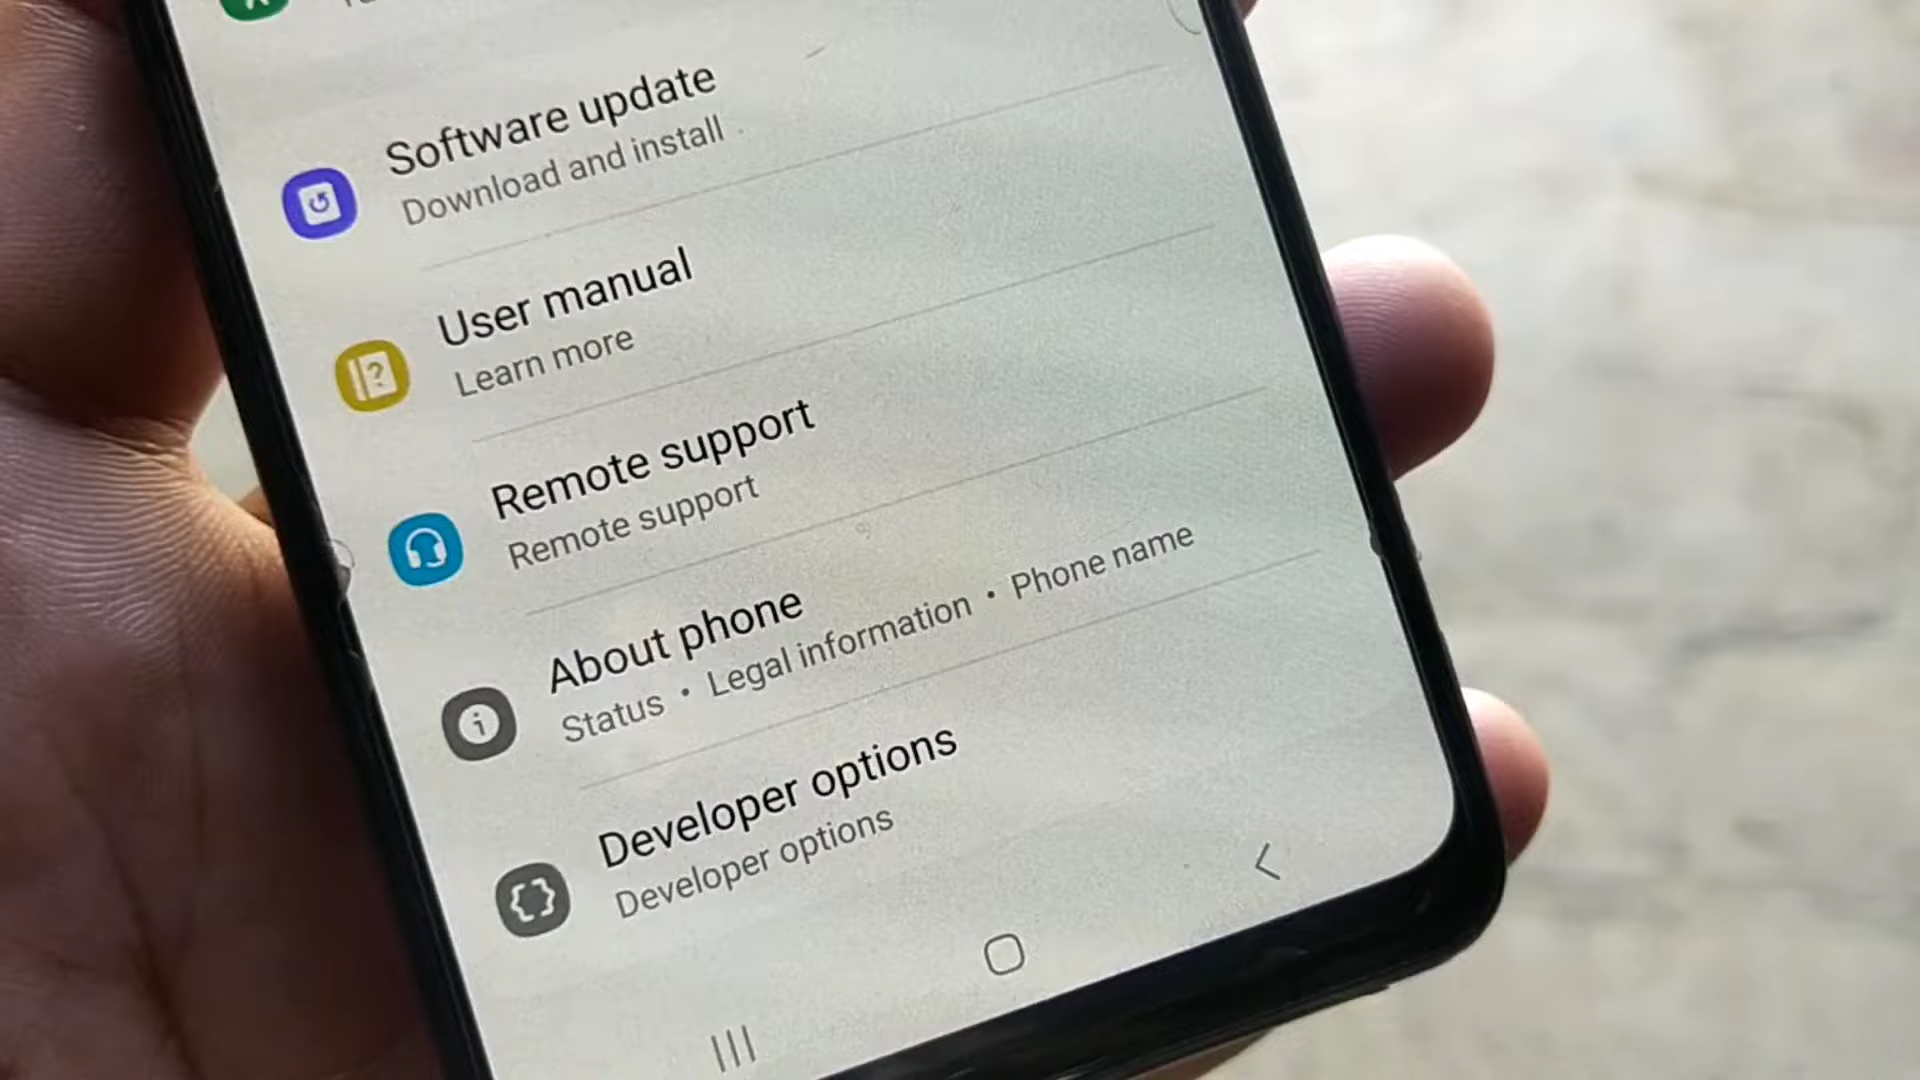 Software update
Download and install
User manual
Learn more
Remote support
Remote support
About phone
Status • Legal information • Phone name
Developer options
Developer options